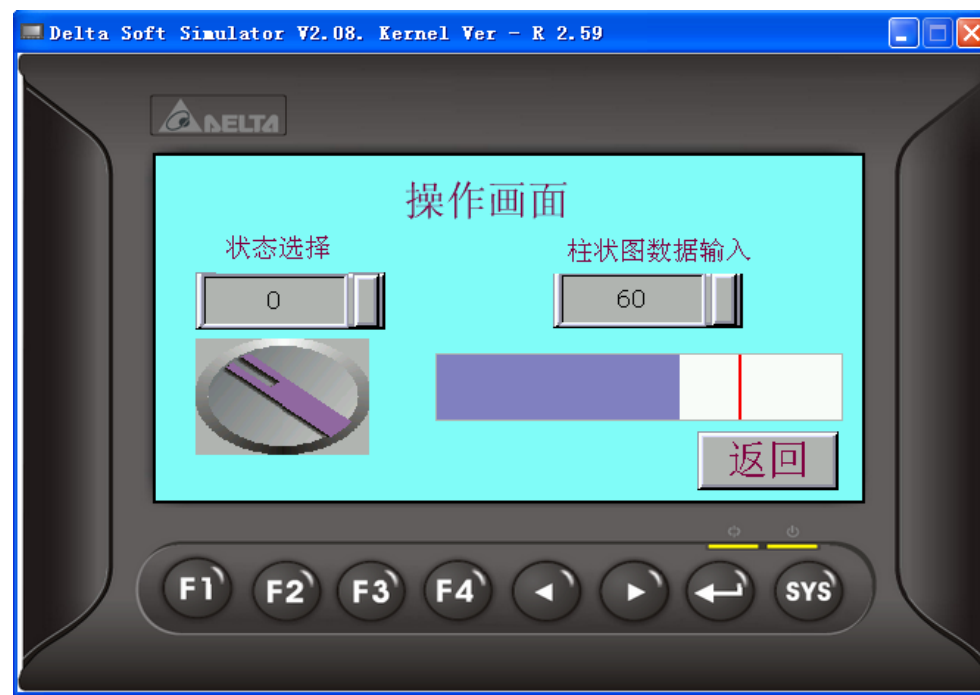 Delta Soft Simulator V2.08. Kernel Ver - R 2.59
DELTA
操作画面
状态选择
柱状图数据输入
0
60
返回
F1 F2 F3 F4 SYS